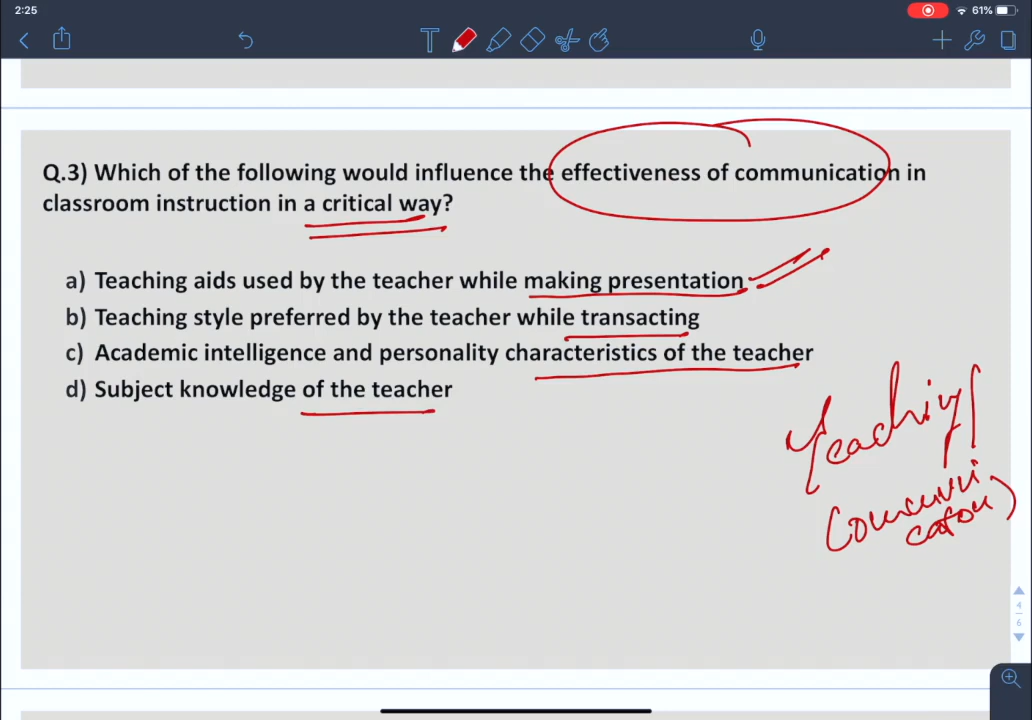 2:25
61%
T
Q.3) Which of the following would influence the effectiveness of communication in
classroom instruction in a critical way?
a) Teaching aids used by the teacher while making presentation
b) Teaching style preferred by the teacher while transacting
c) Academic intelligence and personality characteristics of the teacher
d) Subject knowledge of the teacher
Teaching
4
6